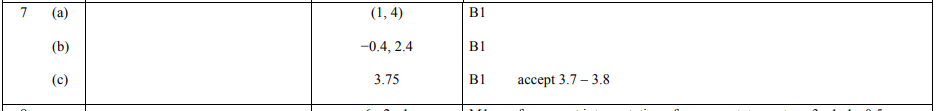 7 (a) (1, 4) B1
(b) −0.4, 2.4 B1
(c) 3.75 B1 accept 3.7 – 3.8